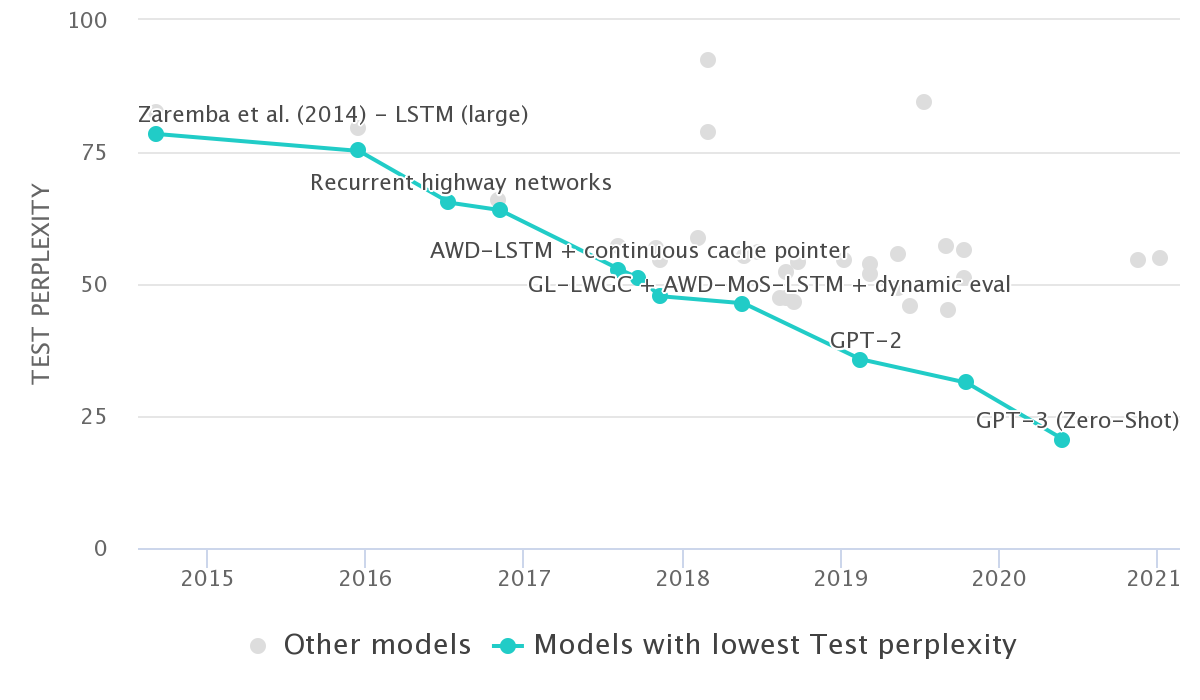 100
Zaremba et al. (2014) - LSTM (large)
75
Recurrent highway networks
TEST PERPLEXITY
AWD-LSTM + continuous cache pointer
50
GL-LWGC + AWD-MoS-LSTM + dynamic eval
GPT-2
25
GPT-3 (Zero-Shot)
0
2015 2016 2017 2018 2019 2020 2021
Other models Models with lowest Test perplexity